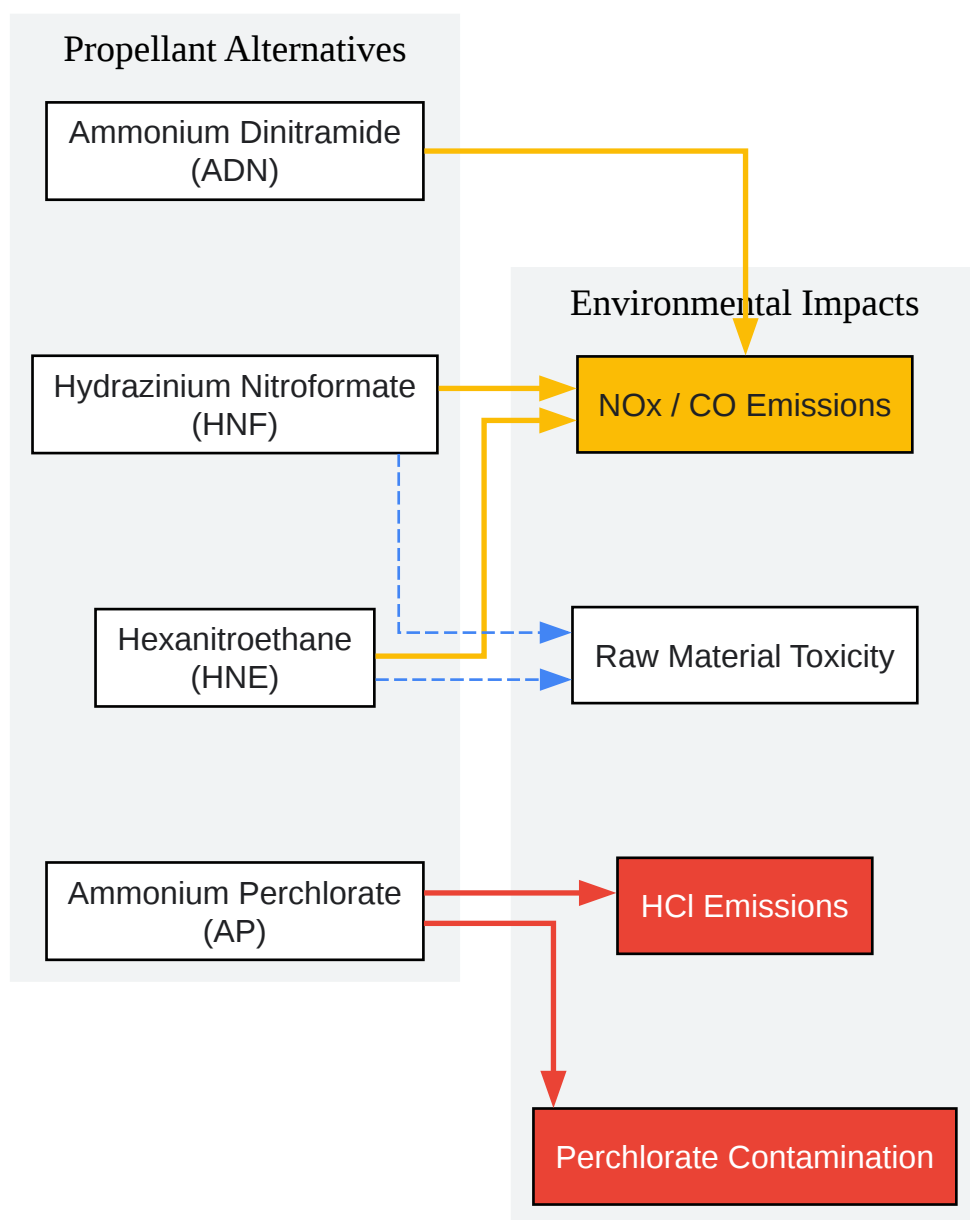 Propellant Alternatives
Ammonium Dinitramide
(ADN)
Hydrazinium Nitroformate
(HNF)
Hexanitroethane
(HNE)
Ammonium Perchlorate
(AP)
Environmental Impacts
NOx / CO Emissions
Raw Material Toxicity
HCl Emissions
Perchlorate Contamination